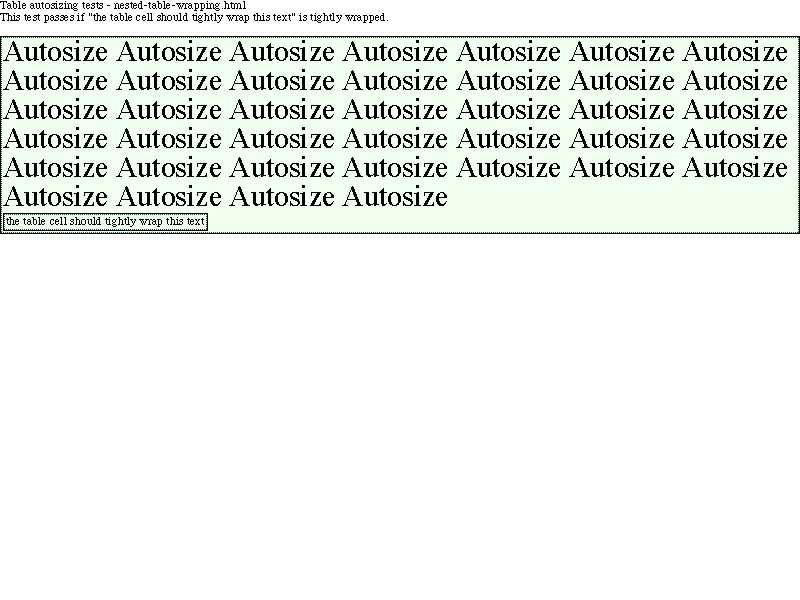 Table autosizing tests - nested-table-wrapping.html
This test passes if "the table cell should tightly wrap this text" is tightly wrapped.
Autosize Autosize Autosize Autosize Autosize Autosize Autosize
Autosize Autosize Autosize Autosize Autosize Autosize Autosize
Autosize Autosize Autosize Autosize Autosize Autosize Autosize
Autosize Autosize Autosize Autosize Autosize Autosize Autosize
Autosize Autosize Autosize Autosize Autosize Autosize Autosize
Autosize Autosize Autosize Autosize
the table cell should tightly wrap this text